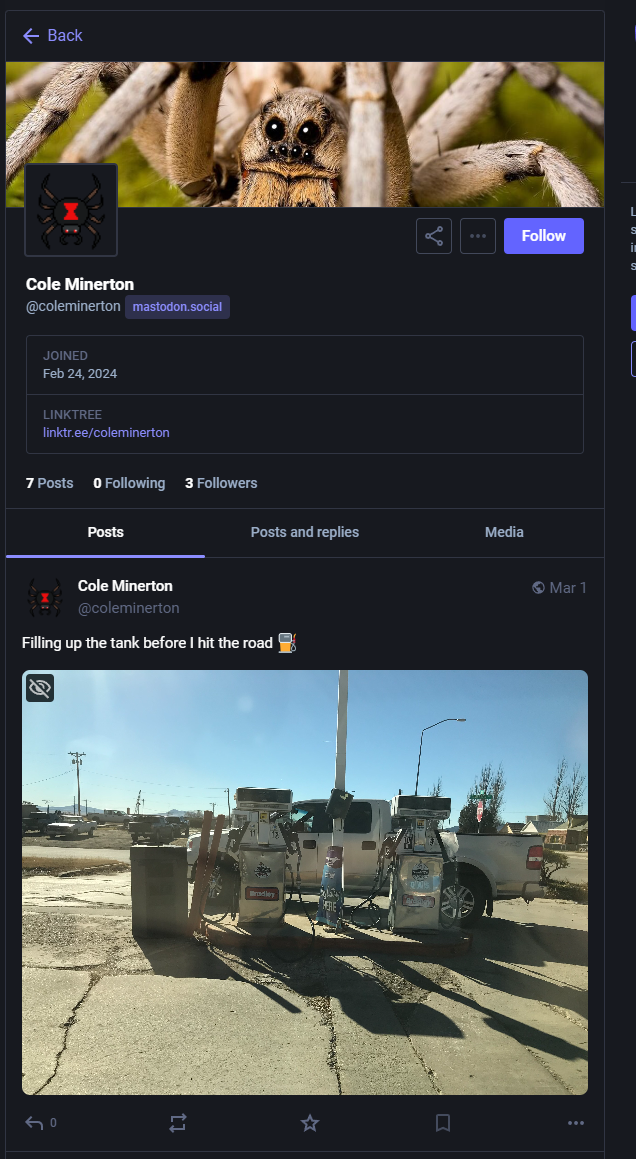 Back
Follow
Cole Minerton
@coleminerton mastodon.social
JOINED
Feb 24, 2024
LINKTREE
linktr.ee/coleminerton
7 Posts 0 Following 3 Followers
Posts Posts and replies Media
Cole Minerton Mar 1
@coleminerton
Filling up the tank before I hit the road ⛽
Bradley
0